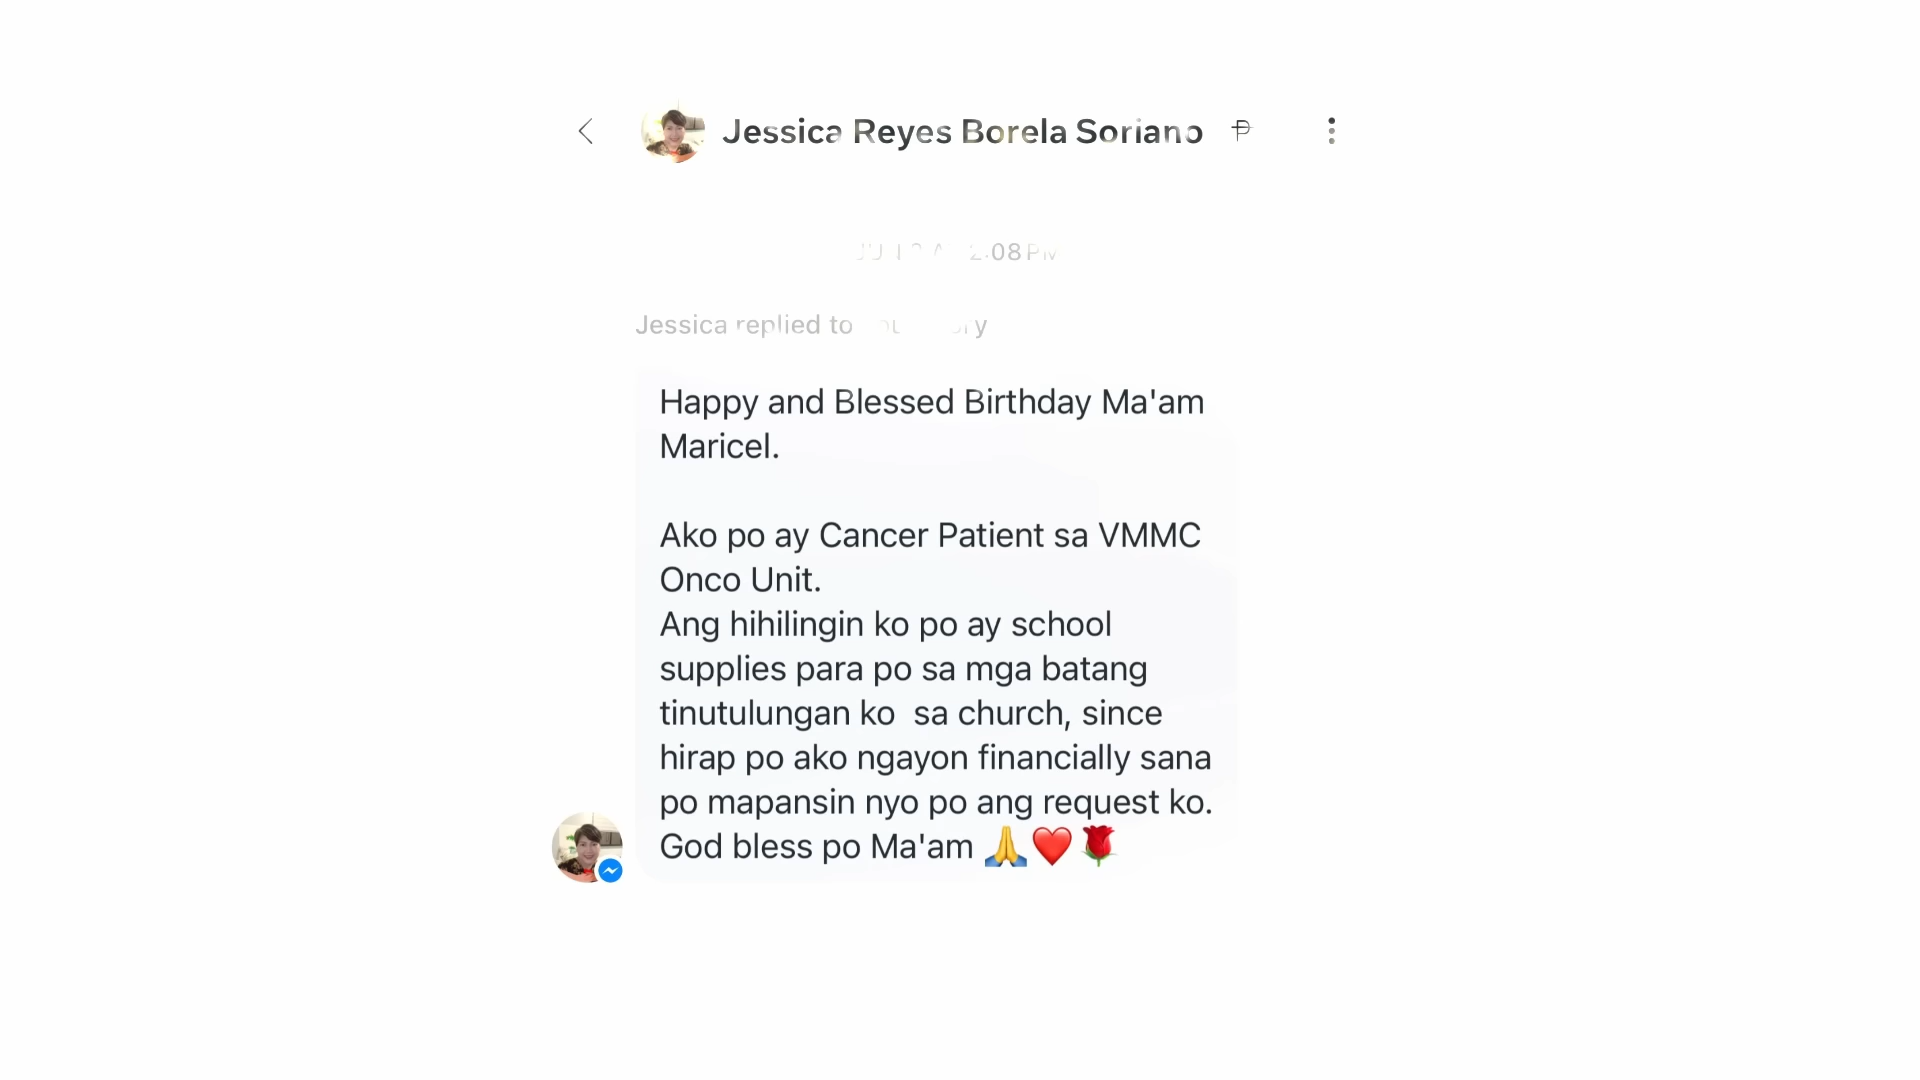 Jessica Reyes Borela Soriano
2:08 PM
Jessica replied to
Happy and Blessed Birthday Ma'am
Maricel.
Ako po ay Cancer Patient sa VMMC
Onco Unit.
Ang hihilingin ko po ay school
supplies para po sa mga batang
tinutulungan ko sa church, since
hirap po ako ngayon financially sana
po mapansin nyo po ang request ko.
God bless po Ma'am 🙏❤️🌹